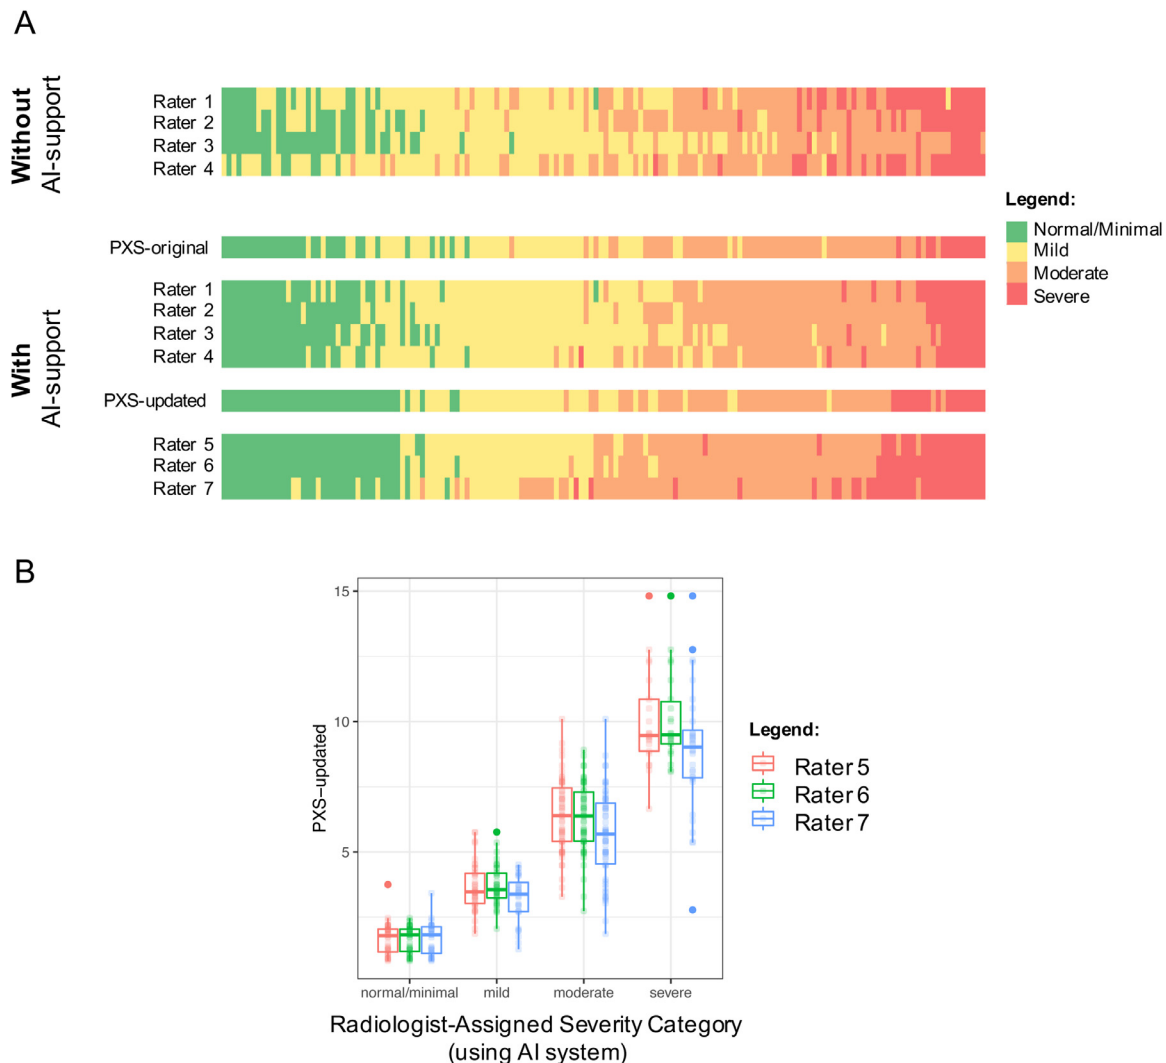 A
Without
AI-support
Rater 1
Rater 2
Rater 3
Rater 4
PXS-original
With
AI-support
Rater 1
Rater 2
Rater 3
Rater 4
PXS-updated
Rater 5
Rater 6
Rater 7
Legend:
Normal/Minimal
Mild
Moderate
Severe
B
PXS–updated
15
10
5
normal/minimal mild moderate severe
Radiologist-Assigned Severity Category
(using AI system)
Legend:
Rater 5
Rater 6
Rater 7